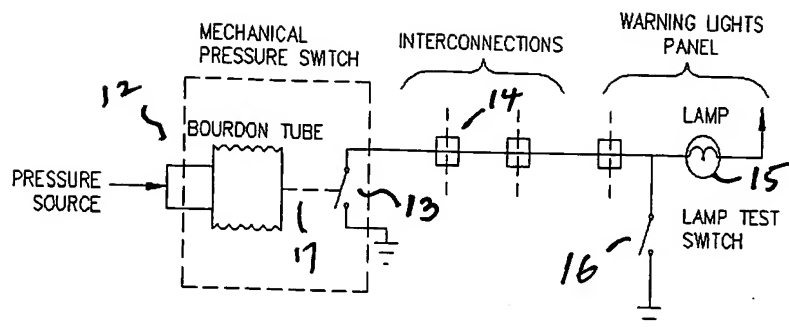 MECHANICAL
PRESSURE SWITCH
INTERCONNECTIONS
WARNING LIGHTS
PANEL
12
14
BOURDON TUBE
LAMP
PRESSURE
SOURCE
13
15
17
16
LAMP TEST
SWITCH